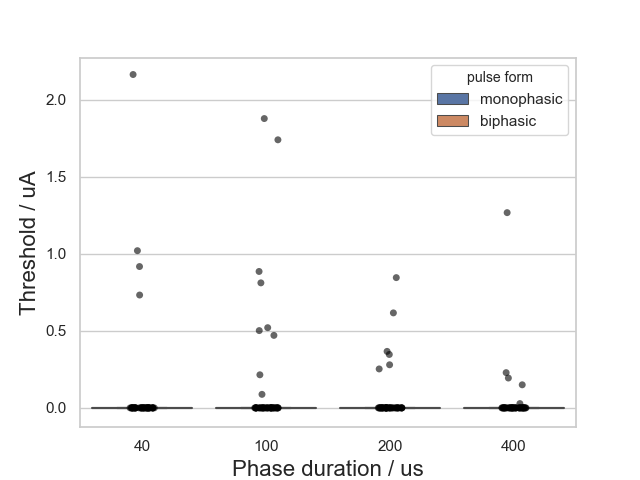 pulse form
monophasic
biphasic
2.0
1.5
1.0
0.5
0.0
Threshold / uA
40 100 200 400
Phase duration / us